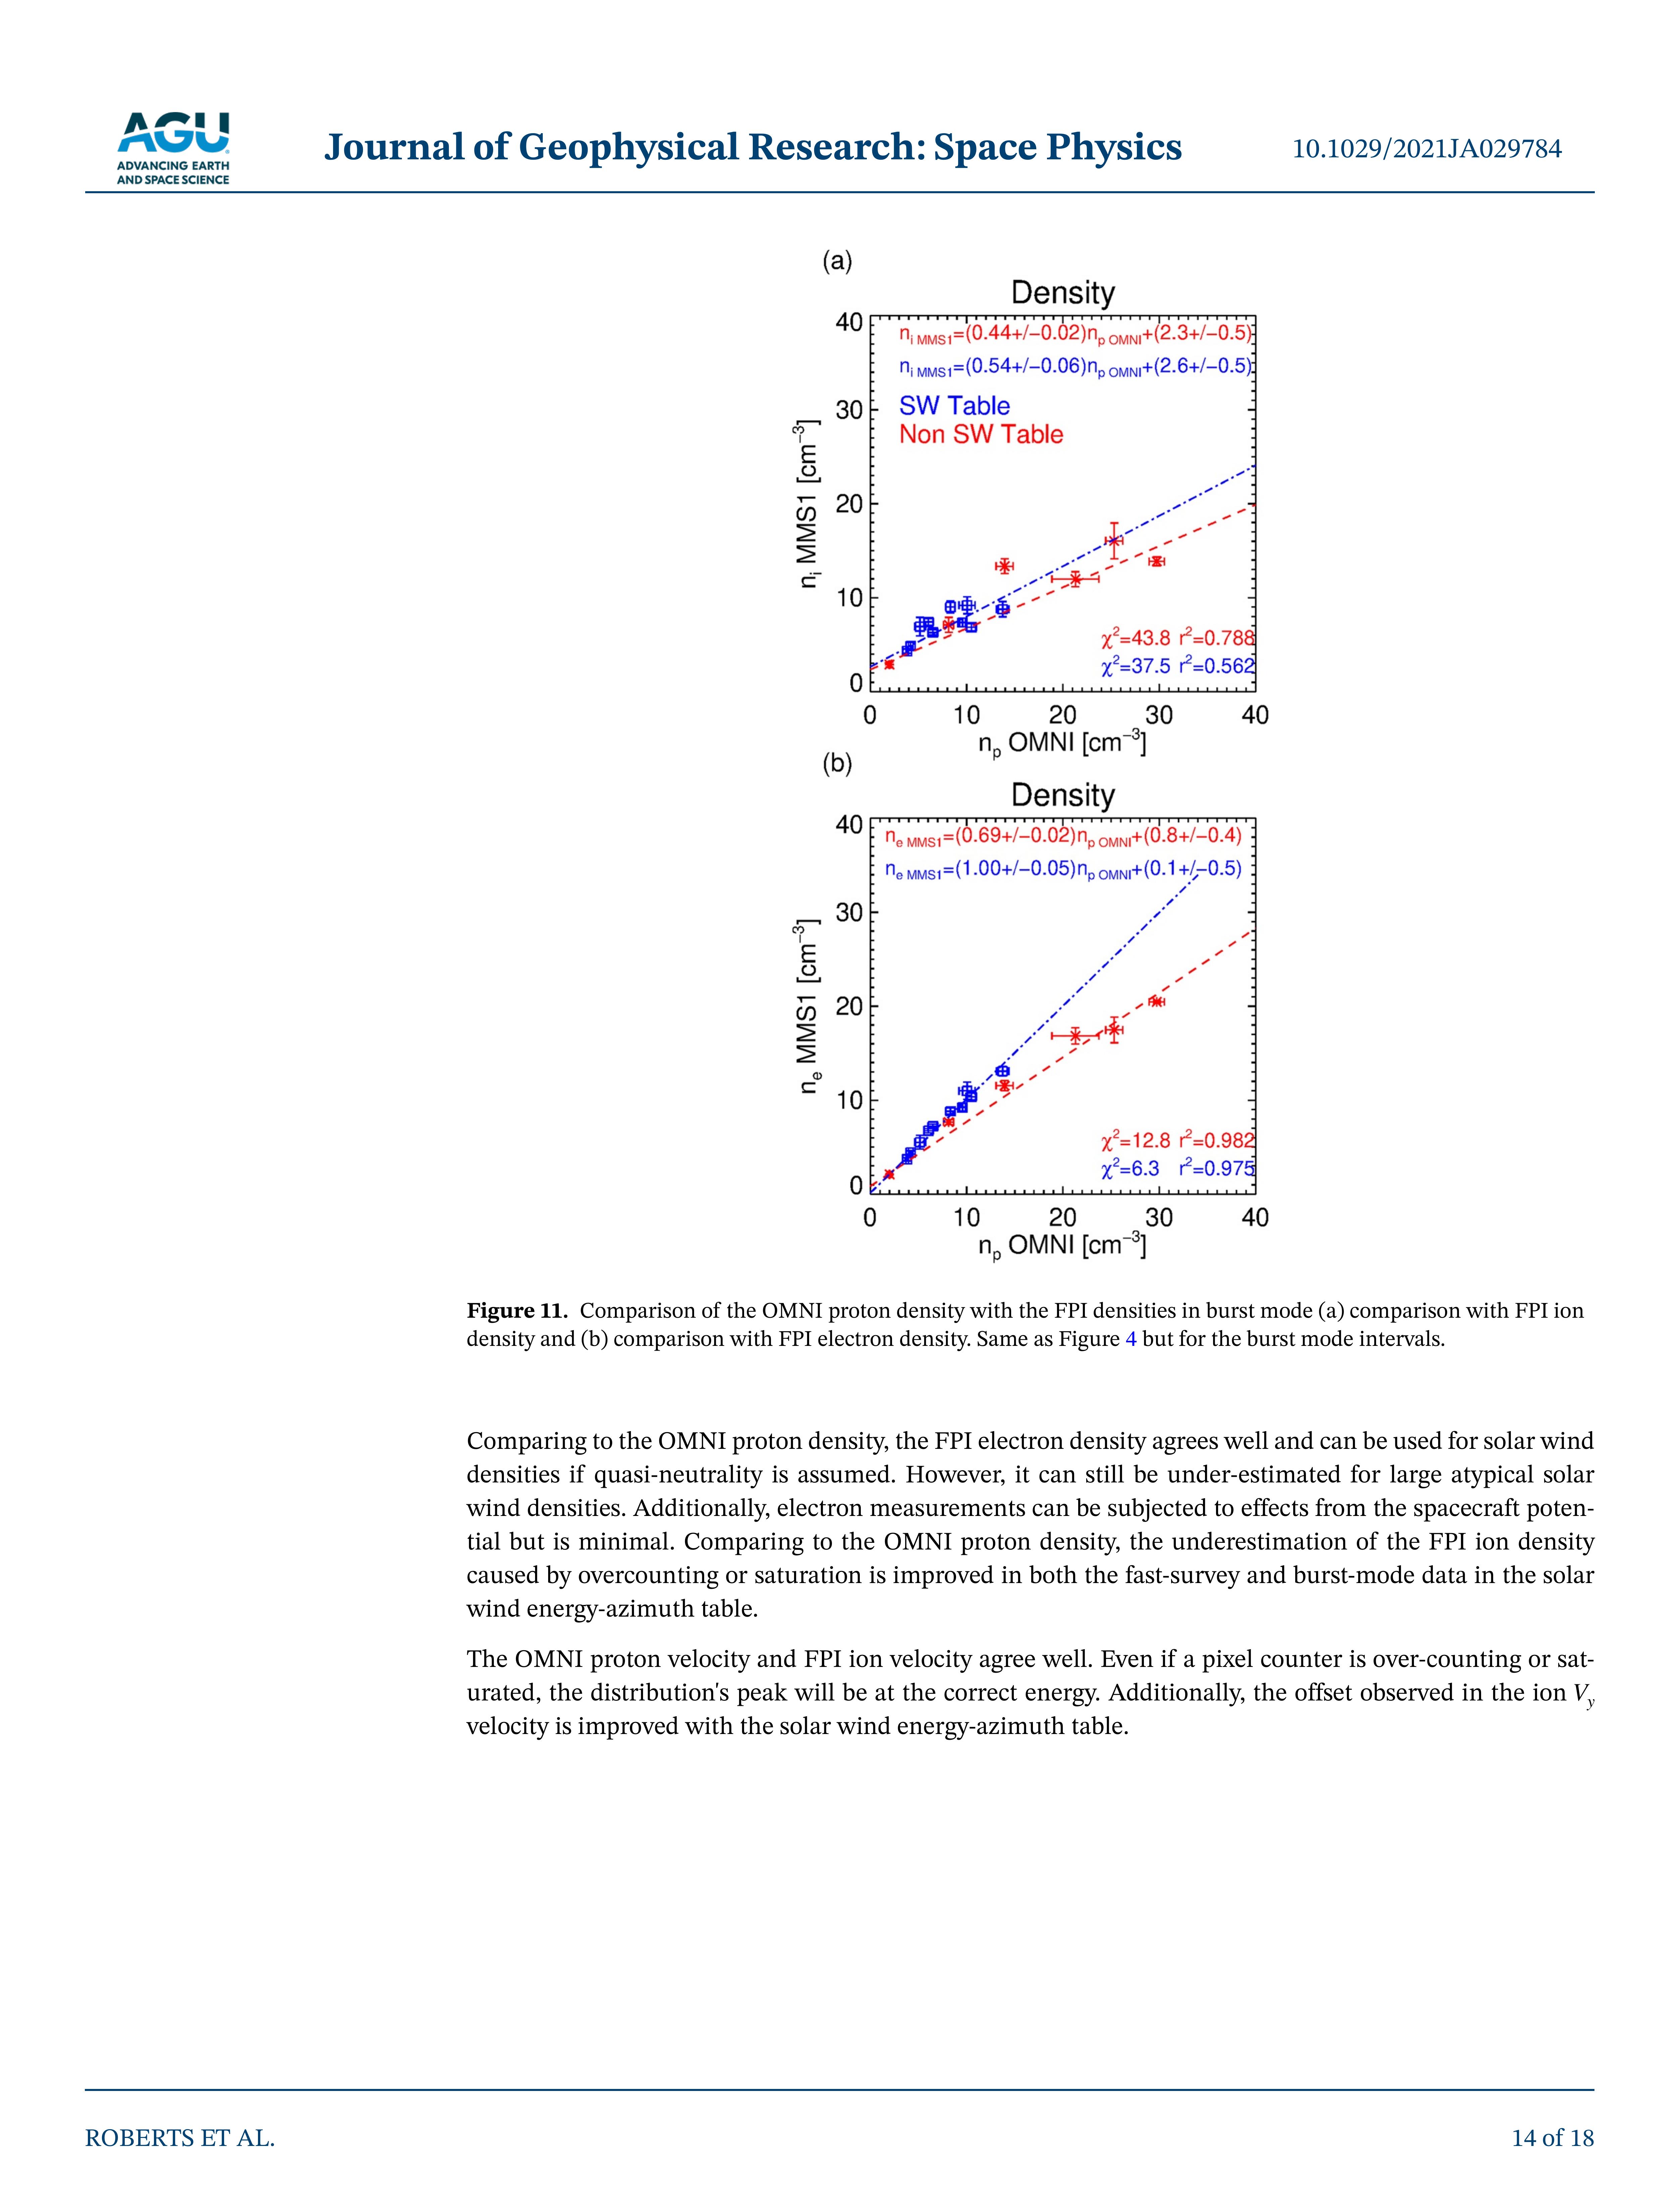 AGU
ADVANCING EARTH
AND SPACE SCIENCE
Journal of Geophysical Research: Space Physics
10.1029/2021JA029784
(a)
Density
n_i MMS1=(0.44+/−0.02)n_p OMNI+(2.3+/−0.5)
n_i MMS1=(0.54+/−0.06)n_p OMNI+(2.6+/−0.5)
SW Table
Non SW Table
40
30
20
10
0
n_i MMS1 [cm⁻³]
χ²=43.8 r²=0.788
χ²=37.5 r²=0.562
0 10 20 30 40
n_p OMNI [cm⁻³]
(b)
Density
n_e MMS1=(0.69+/−0.02)n_p OMNI+(0.8+/−0.4)
n_e MMS1=(1.00+/−0.05)n_p OMNI+(0.1+/−0.5)
40
30
20
10
0
n_e MMS1 [cm⁻³]
χ²=12.8 r²=0.982
χ²=6.3 r²=0.975
0 10 20 30 40
n_p OMNI [cm⁻³]
Figure 11. Comparison of the OMNI proton density with the FPI densities in burst mode (a) comparison with FPI ion
density and (b) comparison with FPI electron density. Same as Figure 4 but for the burst mode intervals.
Comparing to the OMNI proton density, the FPI electron density agrees well and can be used for solar wind
densities if quasi-neutrality is assumed. However, it can still be under-estimated for large atypical solar
wind densities. Additionally, electron measurements can be subjected to effects from the spacecraft poten-
tial but is minimal. Comparing to the OMNI proton density, the underestimation of the FPI ion density
caused by overcounting or saturation is improved in both the fast-survey and burst-mode data in the solar
wind energy-azimuth table.
The OMNI proton velocity and FPI ion velocity agree well. Even if a pixel counter is over-counting or sat-
urated, the distribution's peak will be at the correct energy. Additionally, the offset observed in the ion V_y
velocity is improved with the solar wind energy-azimuth table.
ROBERTS ET AL.
14 of 18